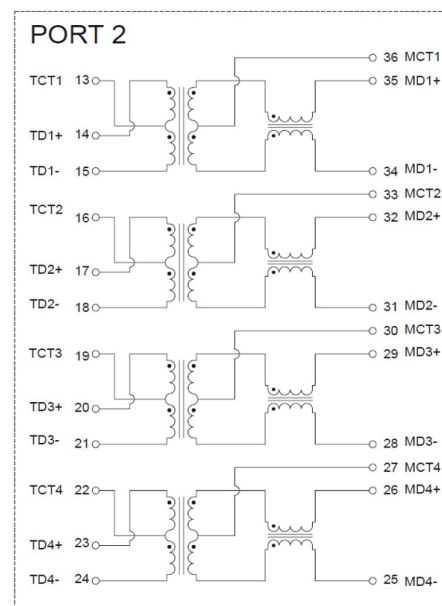 PORT 2
36 MCT1
TCT1 13 35 MD1+
TD1+ 14
TD1- 15 34 MD1-
33 MCT2
TCT2 16 32 MD2+
TD2+ 17
TD2- 18 31 MD2-
30 MCT3
TCT3 19 29 MD3+
TD3+ 20
TD3- 21 28 MD3-
27 MCT4
TCT4 22 26 MD4+
TD4+ 23
TD4- 24 25 MD4-